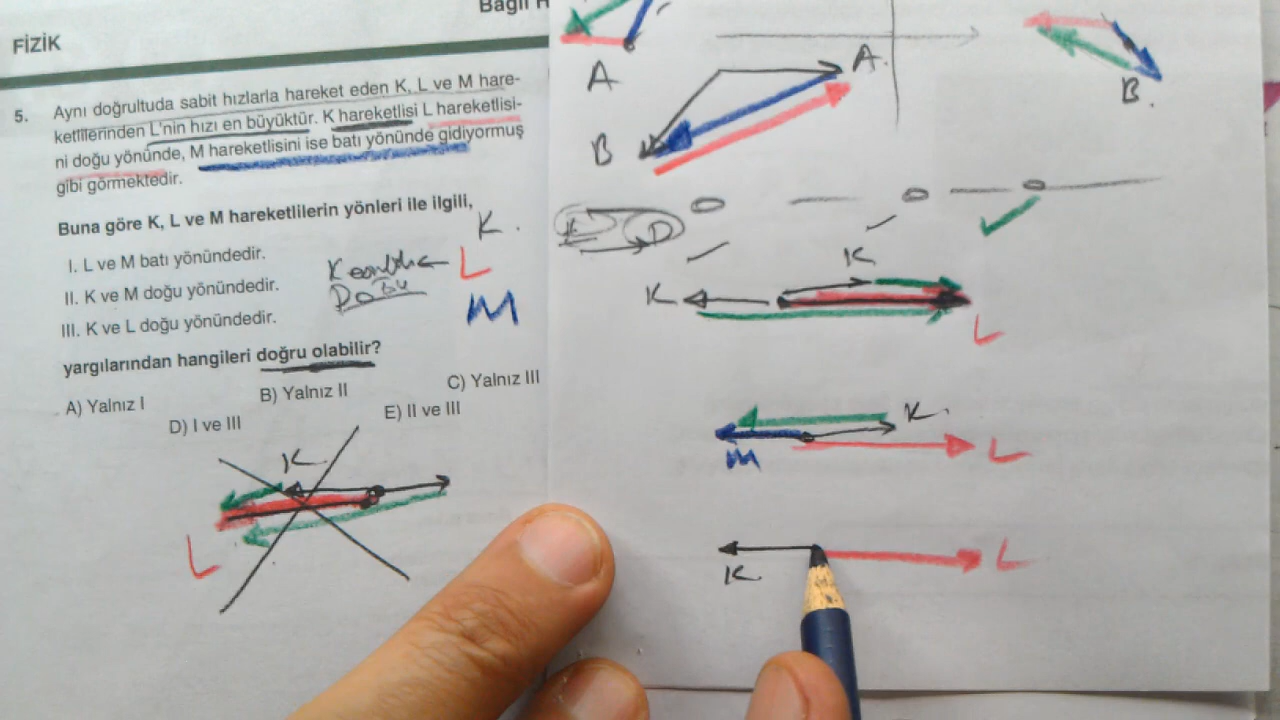 Bağıl H
FİZİK
5. Aynı doğrultuda sabit hızlarla hareket eden K, L ve M hare-
ketlilerinden L'nin hızı en büyüktür. K hareketlisi L hareketlisi-
ni doğu yönünde, M hareketlisini ise batı yönünde gidiyormuş
gibi görmektedir.
Buna göre K, L ve M hareketlilerin yönleri ile ilgili,
I. L ve M batı yönündedir.
II. K ve M doğu yönündedir.
III. K ve L doğu yönündedir.
yargılarından hangileri doğru olabilir?
A) Yalnız I
B) Yalnız II
C) Yalnız III
D) I ve III
E) II ve III
K.
L
M
Doğu
K
L
A
A.
B
B.
D
K
K
L
K.
M
L
K
L